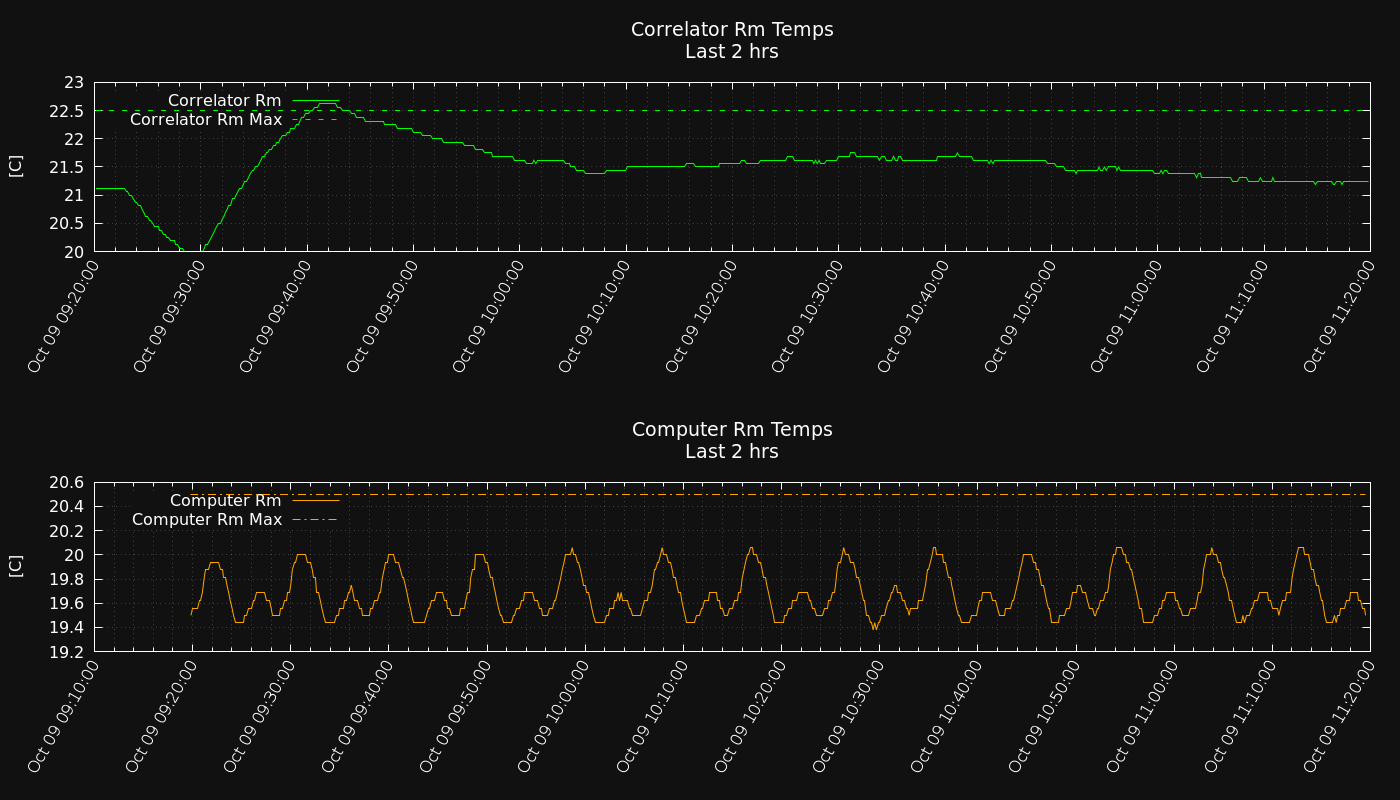 Correlator Rm Temps
Last 2 hrs
23
22.5
22
21.5
21
20.5
20
[C]
Correlator Rm
Correlator Rm Max
Oct 09 09:20:00
Oct 09 09:30:00
Oct 09 09:40:00
Oct 09 09:50:00
Oct 09 10:00:00
Oct 09 10:10:00
Oct 09 10:20:00
Oct 09 10:30:00
Oct 09 10:40:00
Oct 09 10:50:00
Oct 09 11:00:00
Oct 09 11:10:00
Oct 09 11:20:00
Computer Rm Temps
Last 2 hrs
20.6
20.4
20.2
20
19.8
19.6
19.4
19.2
[C]
Computer Rm
Computer Rm Max
Oct 09 09:10:00
Oct 09 09:20:00
Oct 09 09:30:00
Oct 09 09:40:00
Oct 09 09:50:00
Oct 09 10:00:00
Oct 09 10:10:00
Oct 09 10:20:00
Oct 09 10:30:00
Oct 09 10:40:00
Oct 09 10:50:00
Oct 09 11:00:00
Oct 09 11:10:00
Oct 09 11:20:00